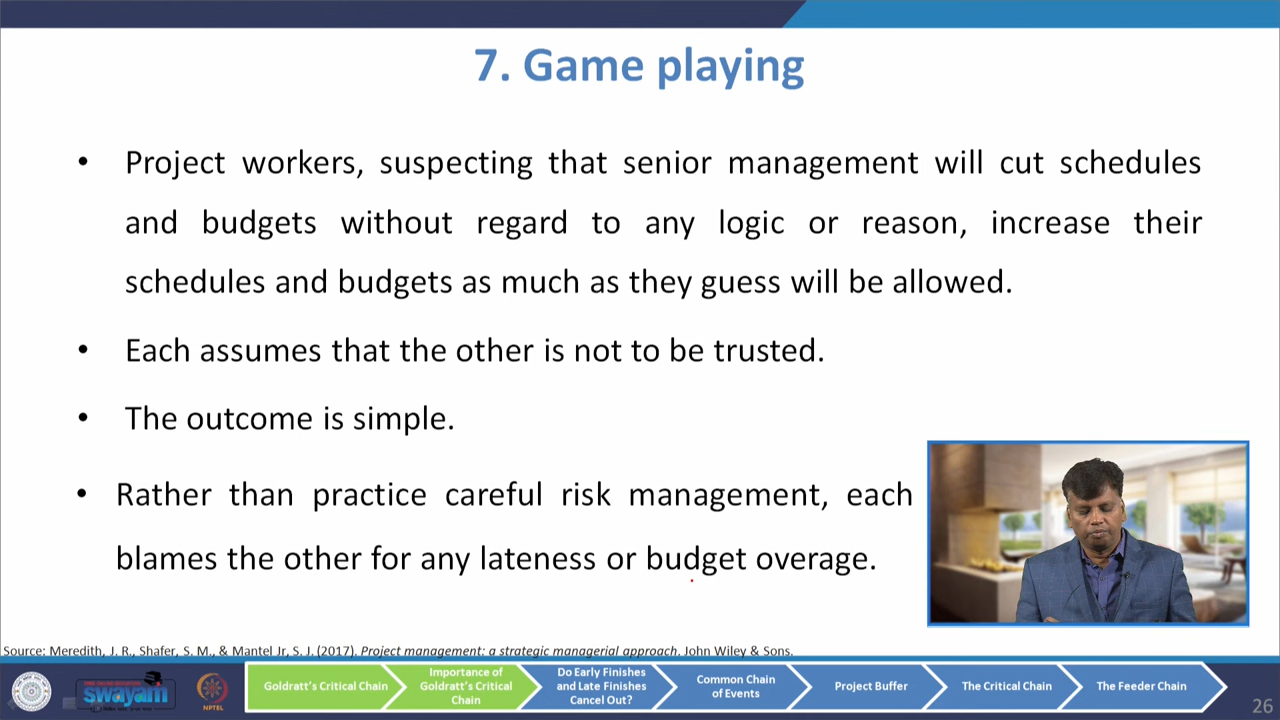 7. Game playing
• Project workers, suspecting that senior management will cut schedules
and budgets without regard to any logic or reason, increase their
schedules and budgets as much as they guess will be allowed.
• Each assumes that the other is not to be trusted.
• The outcome is simple.
• Rather than practice careful risk management, each
blames the other for any lateness or budget overage.
Source: Meredith, J. R., Shafer, S. M., & Mantel Jr, S. J. (2017). Project management: a strategic managerial approach. John Wiley & Sons.
swayam
NPTEL
Goldratt's Critical Chain
Importance of
Goldratt's Critical
Chain
Do Early Finishes
and Late Finishes
Cancel Out?
Common Chain
of Events
Project Buffer
The Critical Chain
The Feeder Chain
26